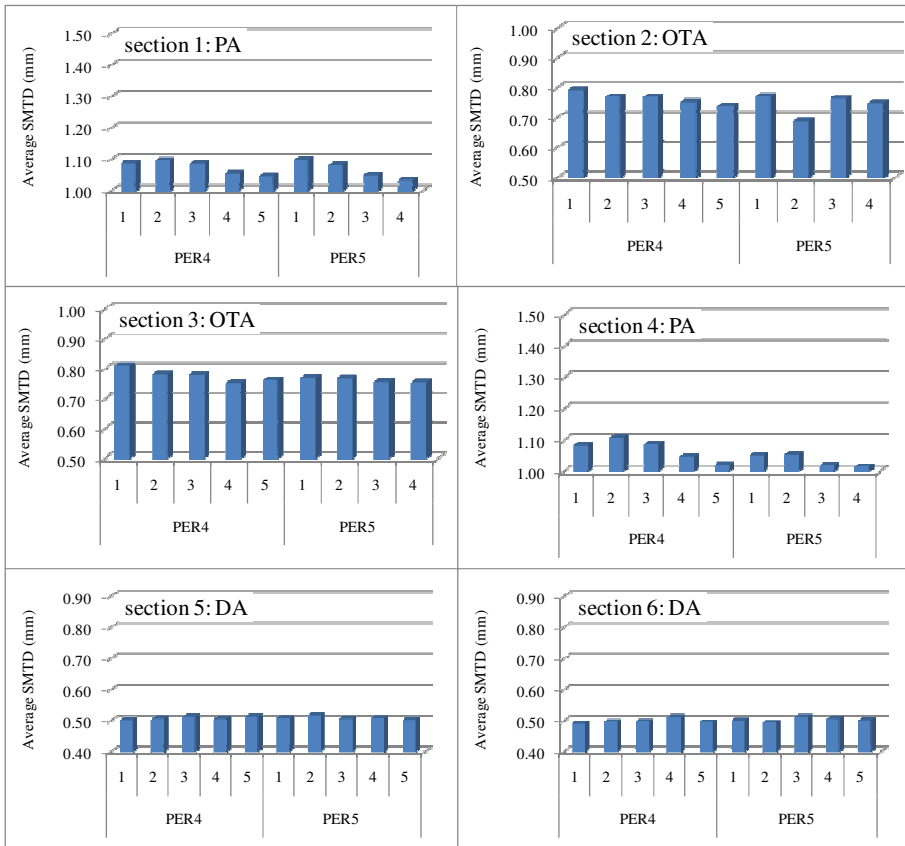 section 1: PA
Average SMTD (mm)
1.50
1.40
1.30
1.20
1.10
1.00
1 2 3 4 5 1 2 3 4
PER4 PER5
section 2: OTA
Average SMTD (mm)
1.00
0.90
0.80
0.70
0.60
0.50
1 2 3 4 5 1 2 3 4
PER4 PER5
section 3: OTA
Average SMTD (mm)
1.00
0.90
0.80
0.70
0.60
0.50
1 2 3 4 5 1 2 3 4
PER4 PER5
section 4: PA
Average SMTD (mm)
1.50
1.40
1.30
1.20
1.10
1.00
1 2 3 4 5 1 2 3 4
PER4 PER5
section 5: DA
Average SMTD (mm)
0.90
0.80
0.70
0.60
0.50
0.40
1 2 3 4 5 1 2 3 4 5
PER4 PER5
section 6: DA
Average SMTD (mm)
0.90
0.80
0.70
0.60
0.50
0.40
1 2 3 4 5 1 2 3 4 5
PER4 PER5